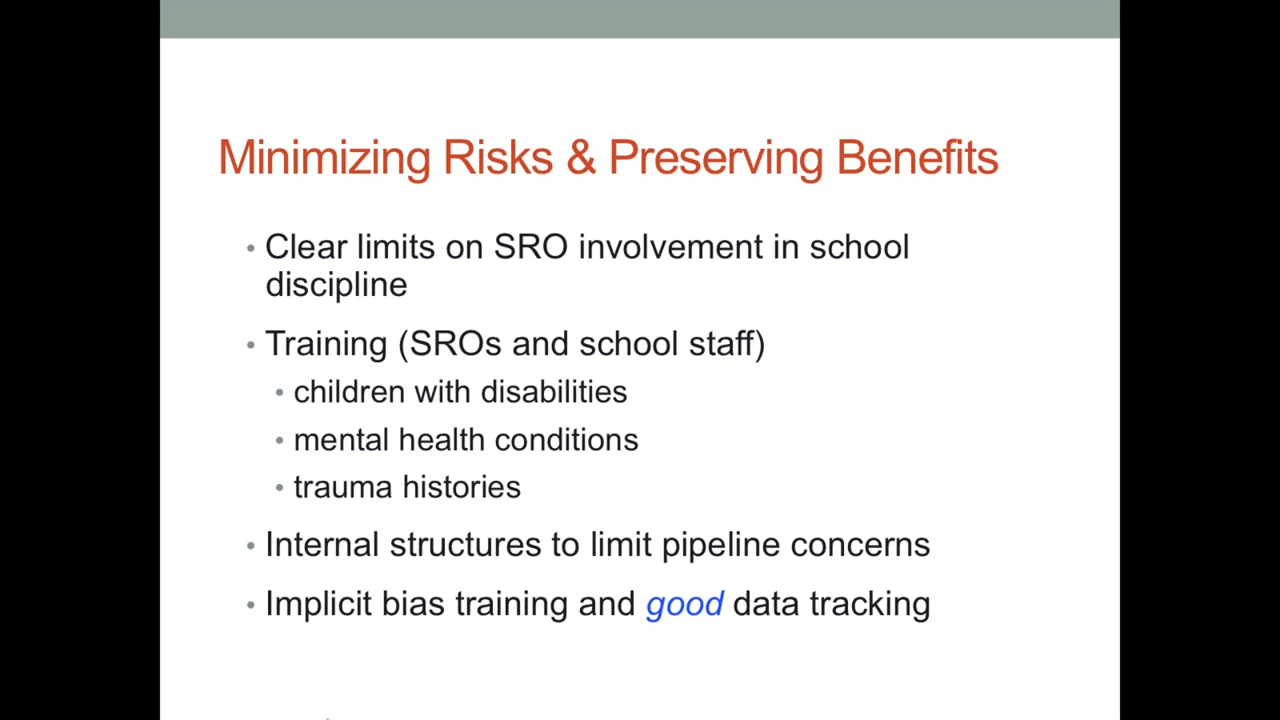 Minimizing Risks & Preserving Benefits
• Clear limits on SRO involvement in school
discipline
• Training (SROs and school staff)
• children with disabilities
• mental health conditions
• trauma histories
• Internal structures to limit pipeline concerns
• Implicit bias training and good data tracking